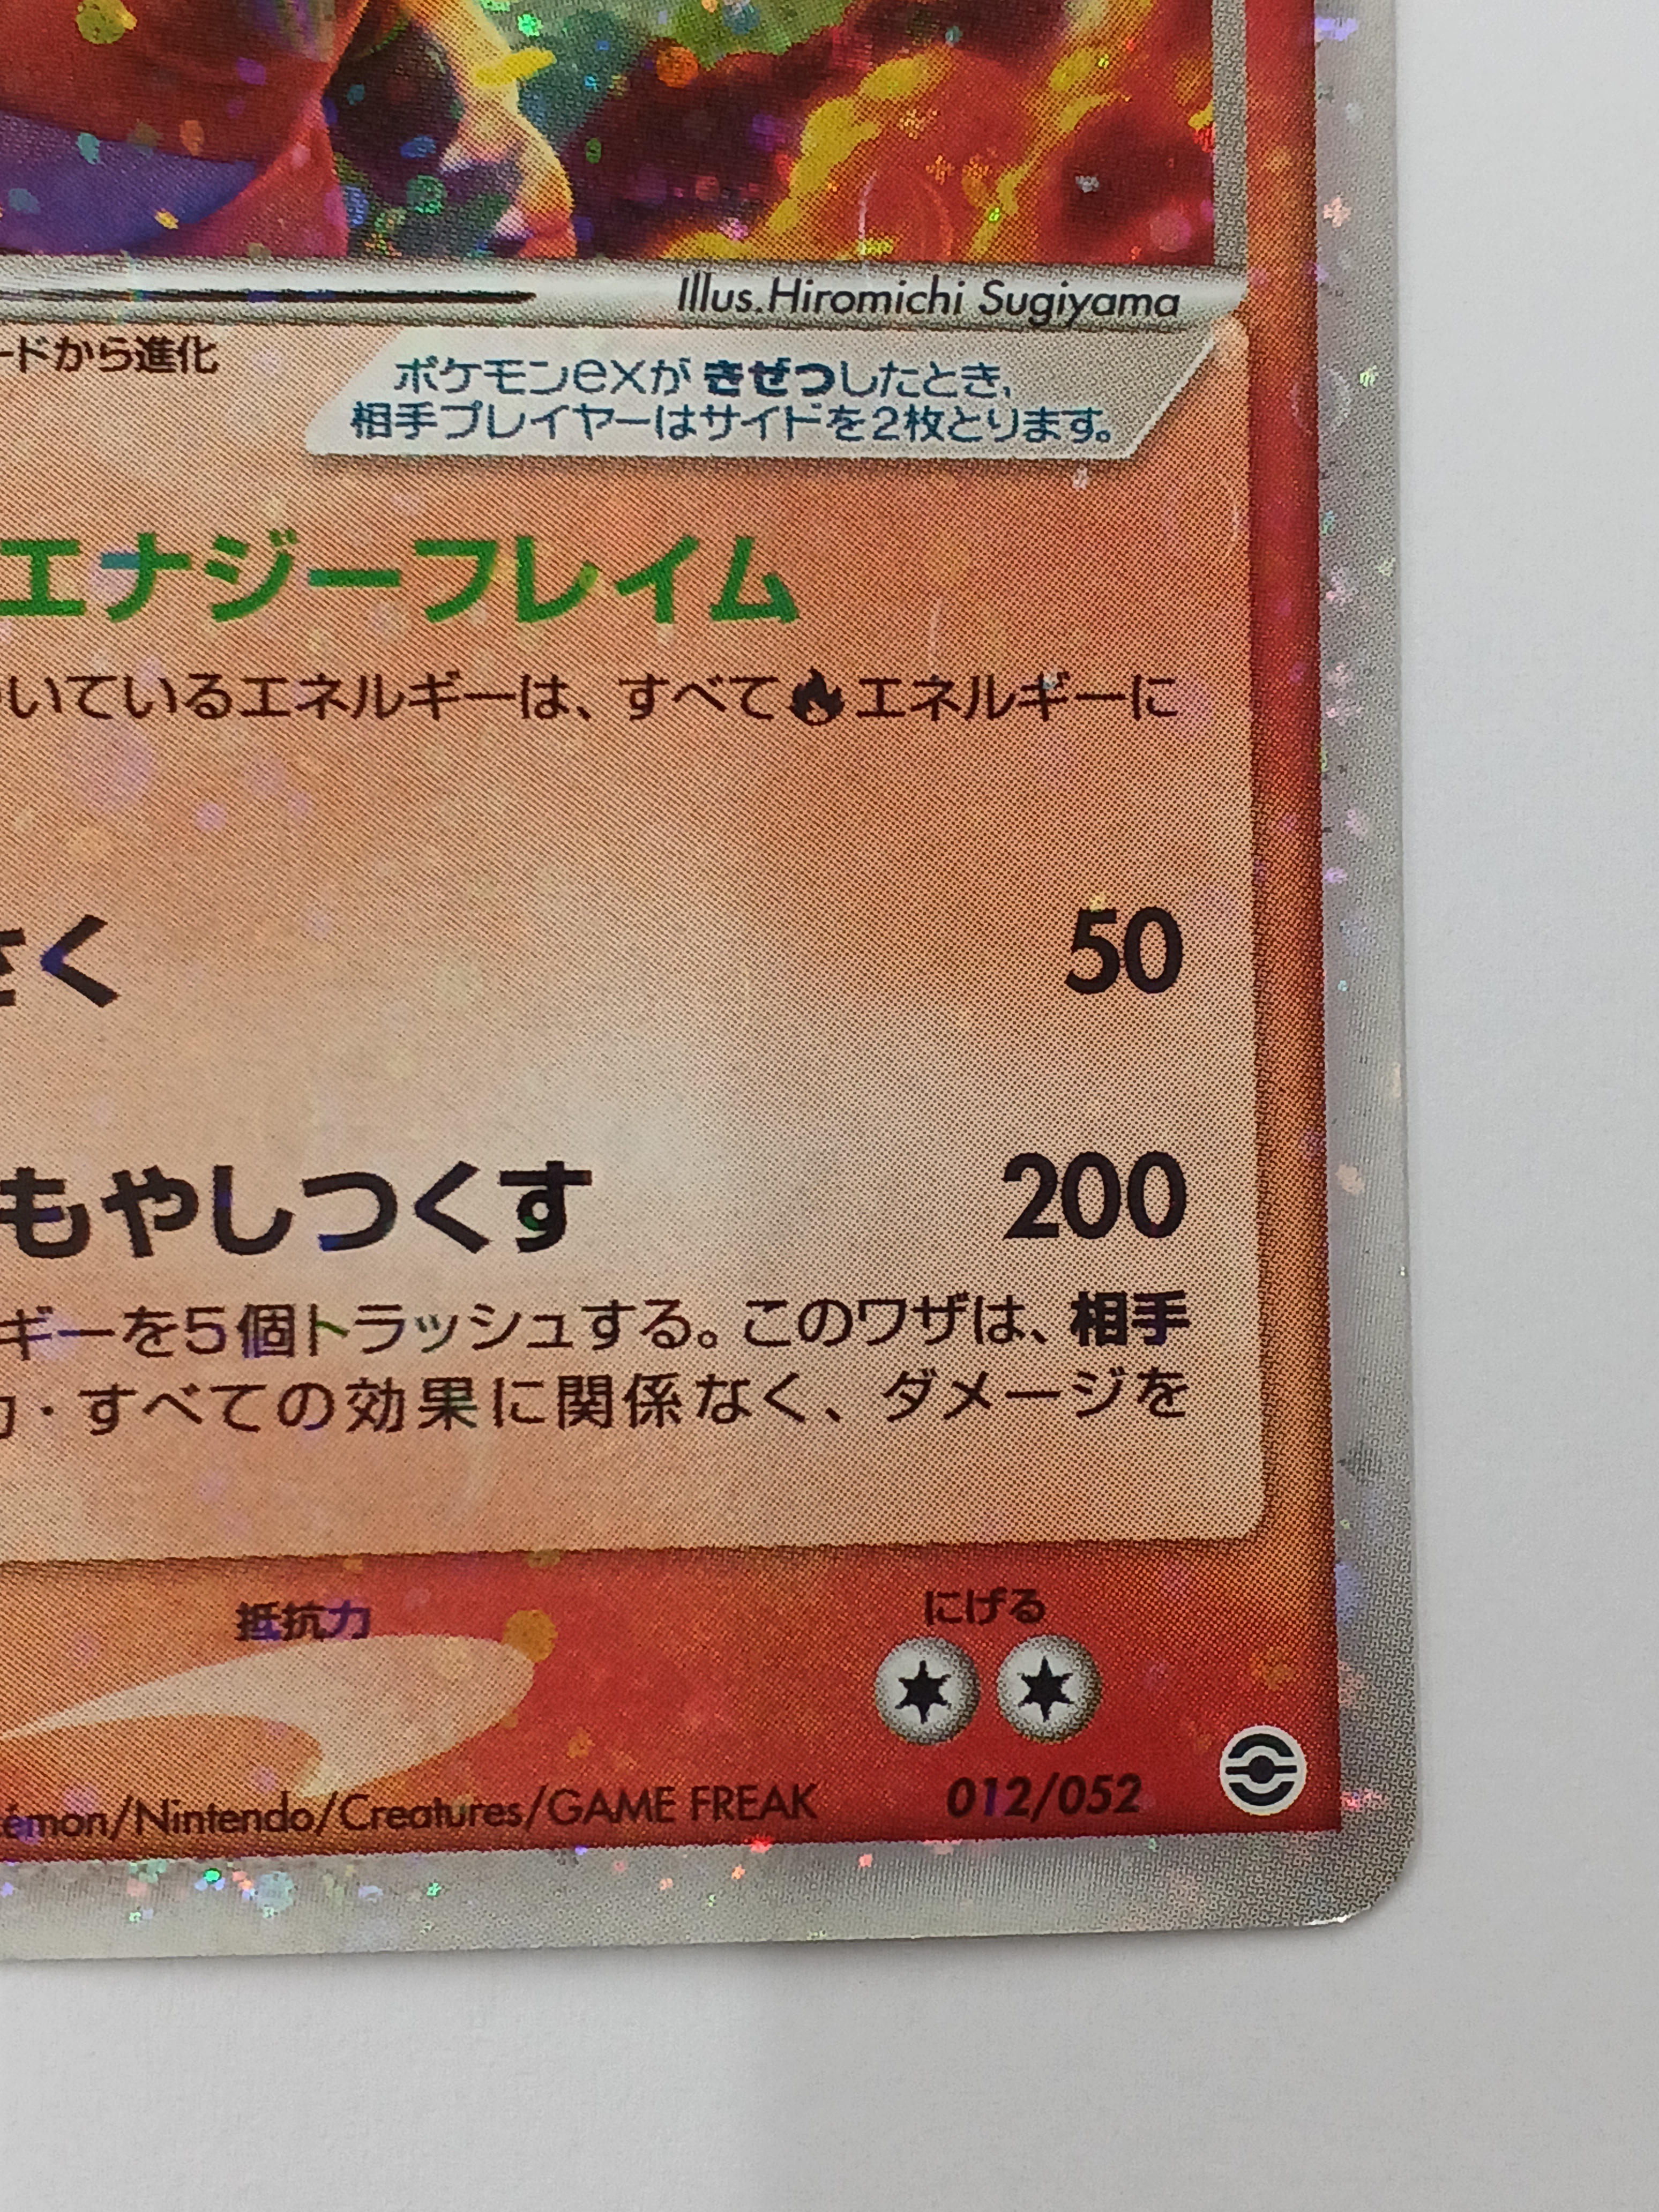 Illus.Hiromichi Sugiyama
ードから進化
ポケモンexがきぜつしたとき、
相手プレイヤーはサイドを2枚とります。
エナジーフレイム
いているエネルギーは、すべてエネルギーに
さく 50
もやしつくす 200
ギーを5個トラッシュする。このワザは、相手
力・すべての効果に関係なく、ダメージを
抵抗力
にげる
émon/Nintendo/Creatures/GAME FREAK 012/052